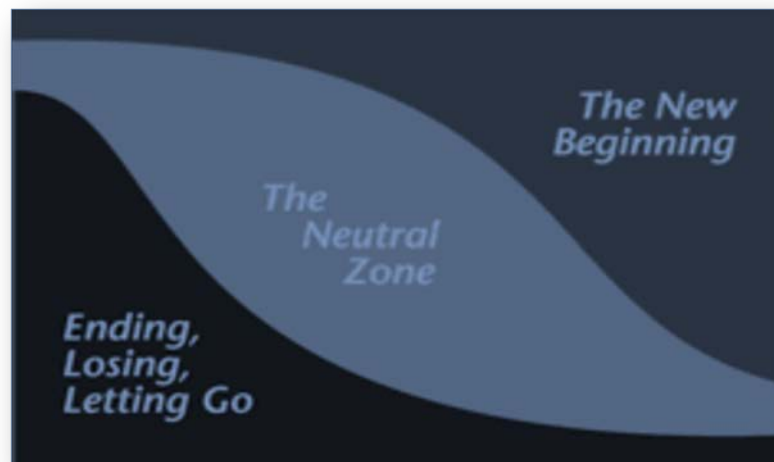 The New
Beginning
The
Neutral
Zone
Ending,
Losing,
Letting Go